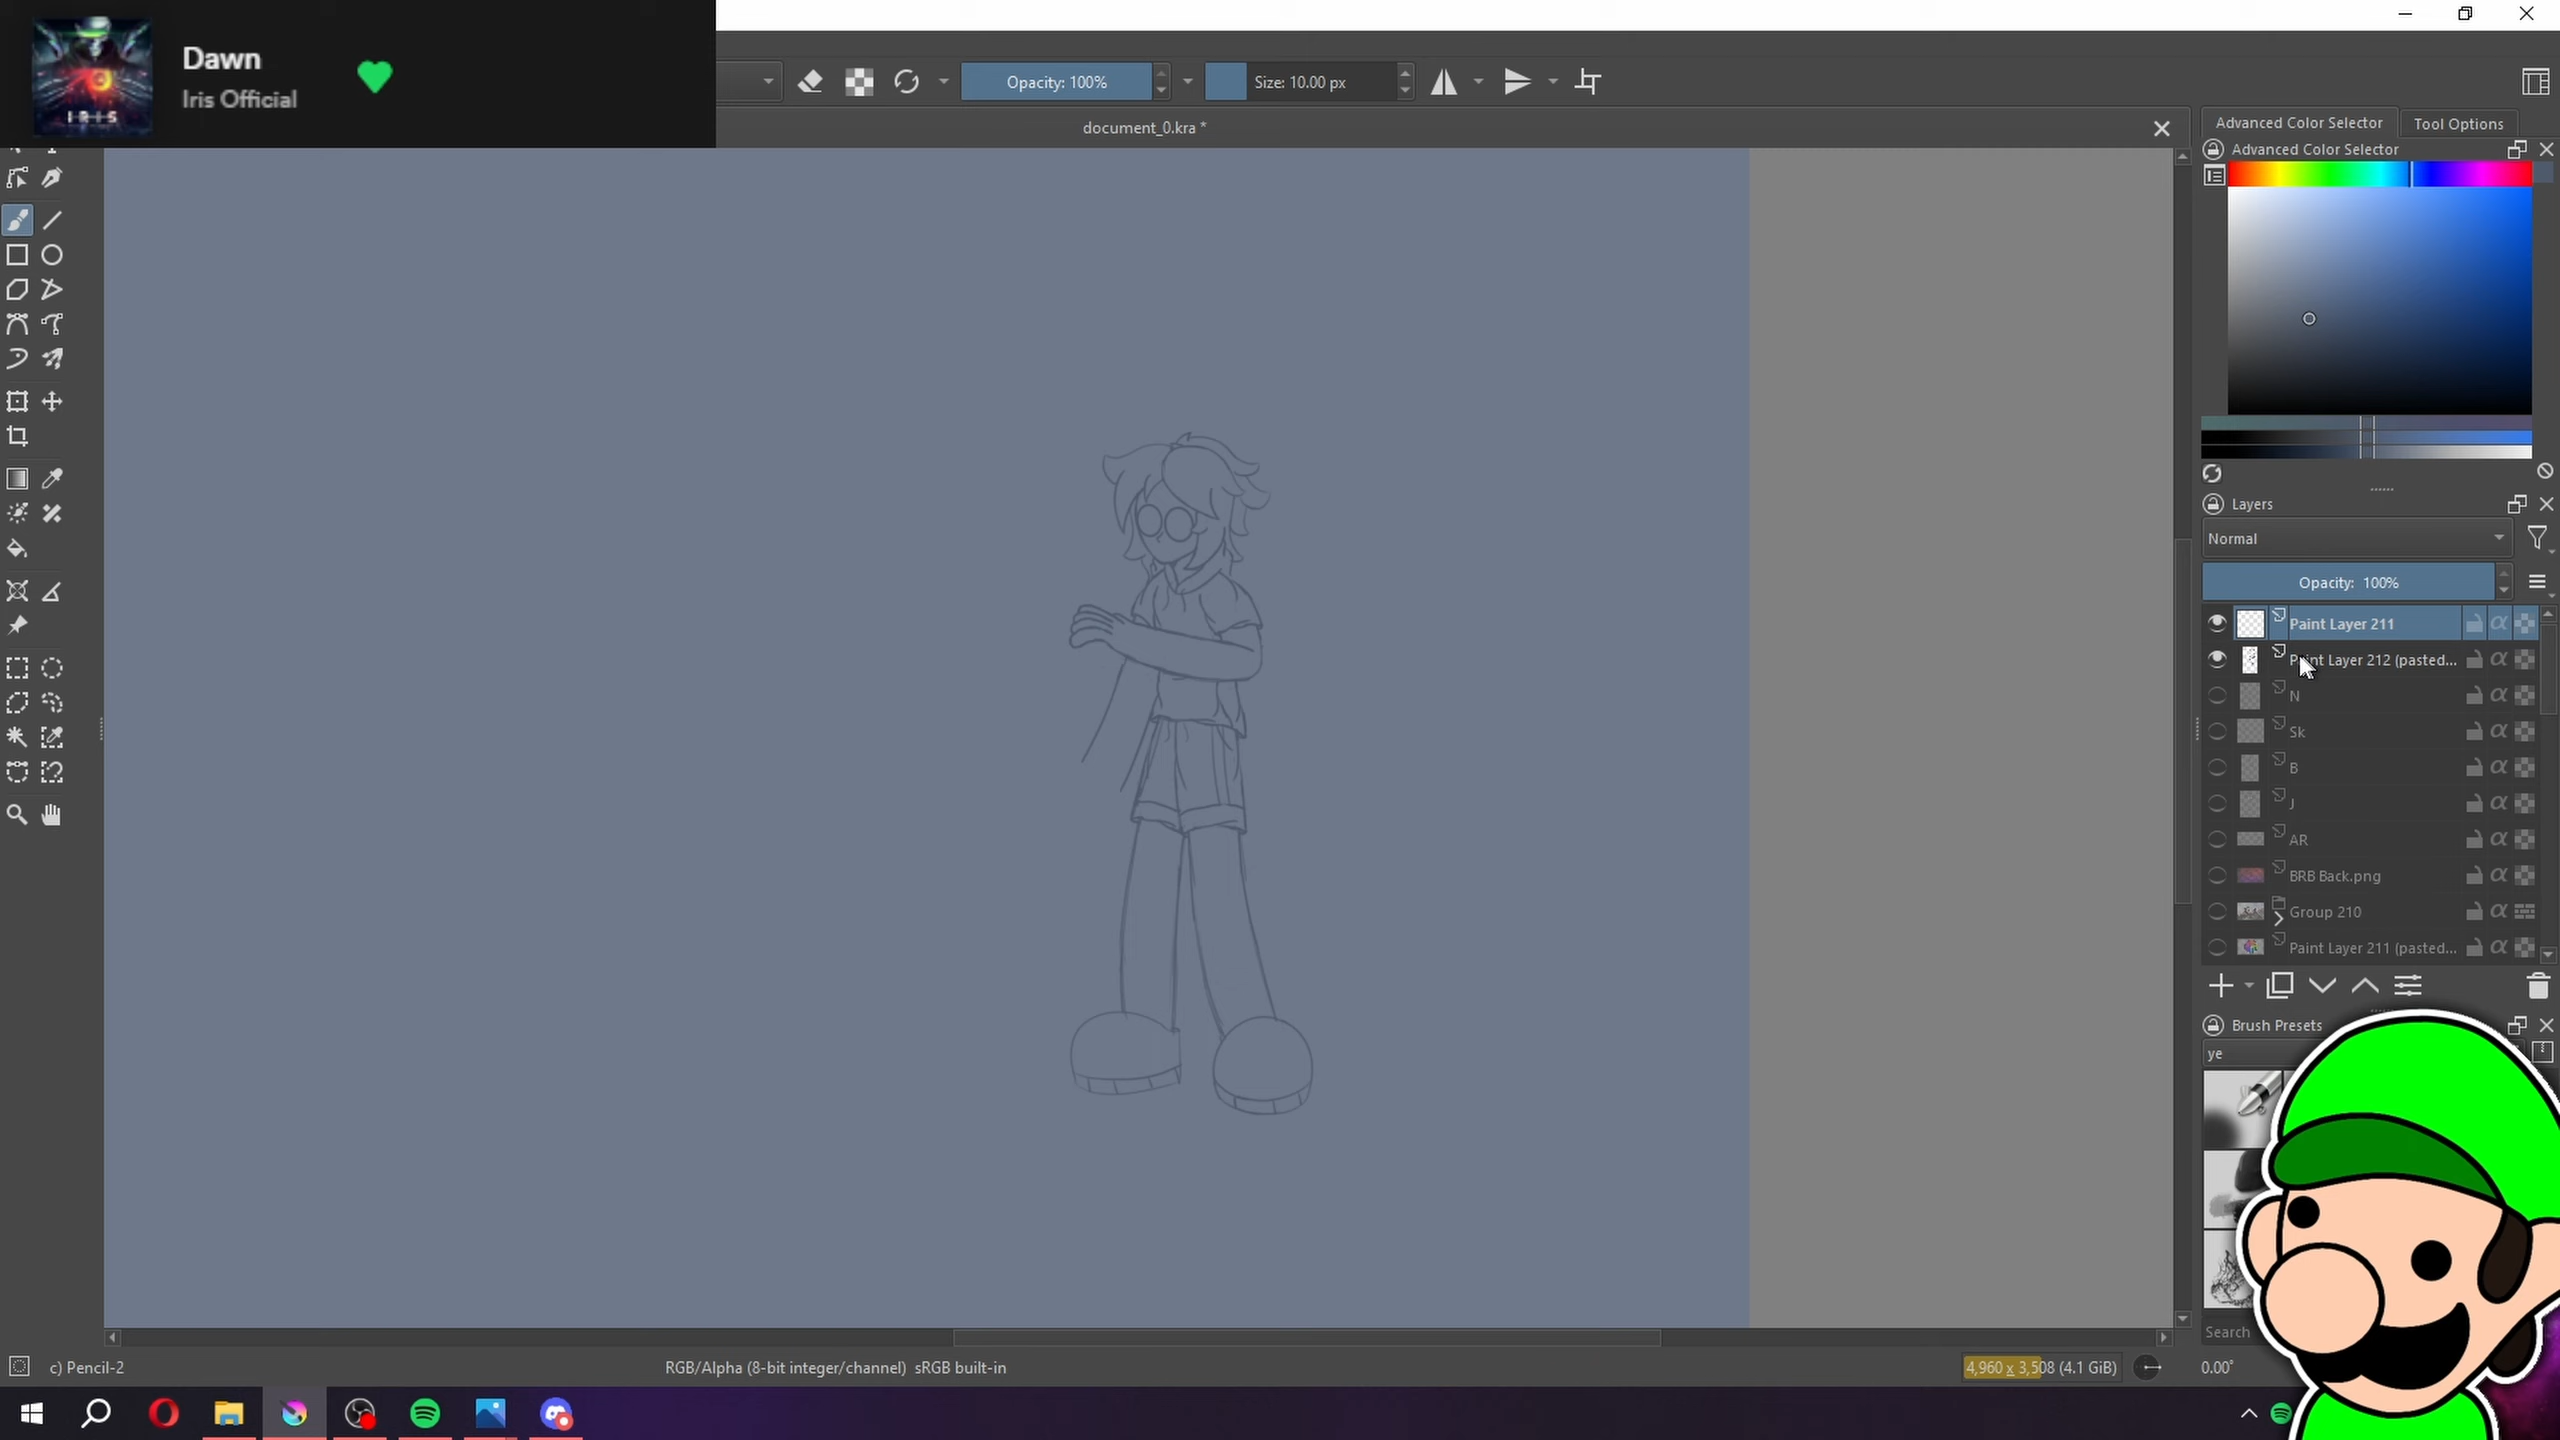 Dawn
Iris Official
IRIS
Opacity: 100%
Size: 10.00 px
document_0.kra *
Advanced Color Selector
Tool Options
Advanced Color Selector
Layers
Normal
Opacity: 100%
Paint Layer 211
Paint Layer 212 (pasted...
N
Sk
B
J
AR
BRB Back.png
Group 210
Paint Layer 211 (pasted...
Brush Presets
ye
Search
c) Pencil-2
RGB/Alpha (8-bit integer/channel) sRGB built-in
4,960 x 3,508 (4.1 GiB)
0.00°